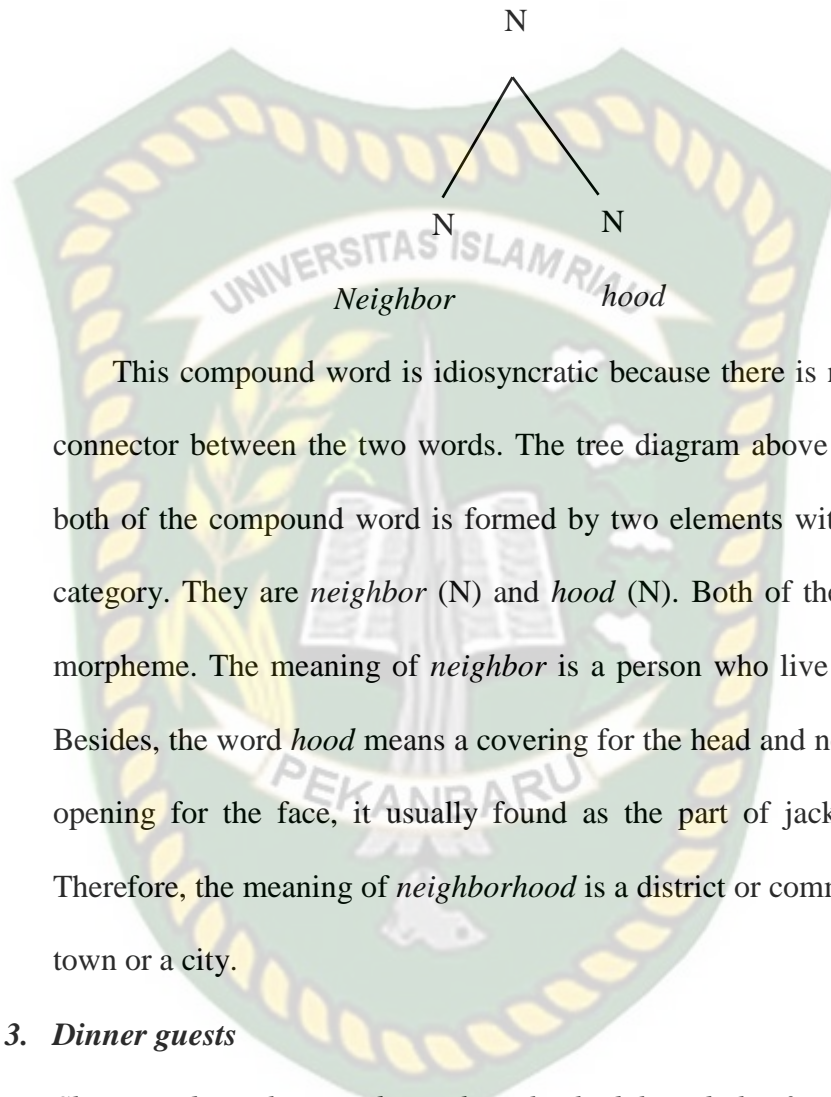 N
N N
UNIVERSITAS ISLAM RIAU
Neighbor hood
This compound word is idiosyncratic because there is
connector between the two words. The tree diagram above
both of the compound word is formed by two elements
category. They are neighbor (N) and hood (N). Both of
morpheme. The meaning of neighbor is a person who live
Besides, the word hood means a covering for the head and
opening for the face, it usually found as the part of
Therefore, the meaning of neighborhood is a district or
town or a city.
PEKANBARU
3. Dinner guests